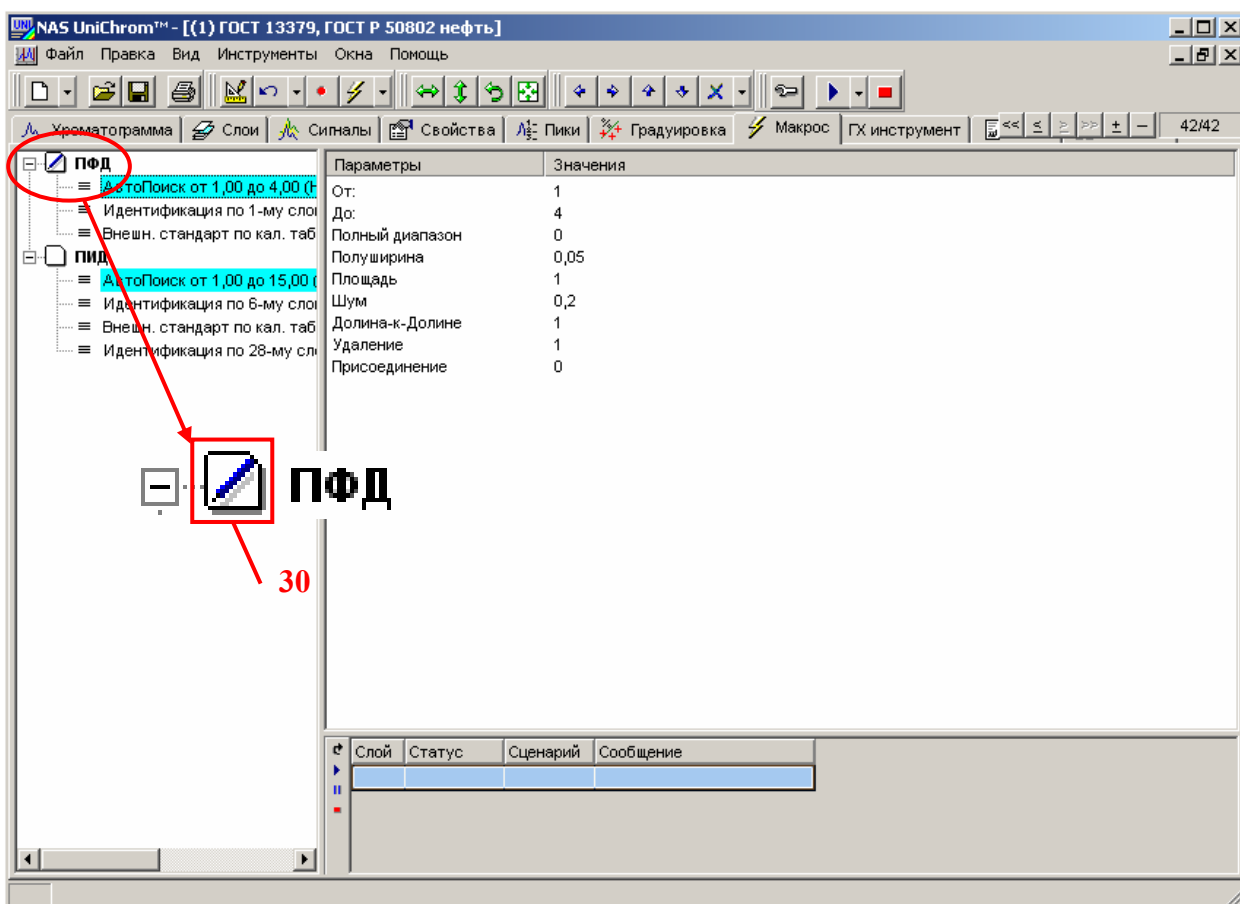 NAS UniChrom™ - [(1) ГОСТ 13379, ГОСТ Р 50802 нефть]
Файл Правка Вид Инструменты Окна Помощь
Хроматограмма Слои Сигналы Свойства Пики Градуировка Макрос ГХ инструмент << < > >> ± – 42/42
ПФД
АвтоПоиск от 1,00 до 4,00 (Н
Идентификация по 1-му сло
Внешн. стандарт по кал. таб
ПИД
АвтоПоиск от 1,00 до 15,00 (
Идентификация по 6-му сло
Внешн. стандарт по кал. таб
Идентификация по 28-му сл
Параметры Значения
От: 1
До: 4
Полный диапазон 0
Полуширина 0,05
Площадь 1
Шум 0,2
Долина-к-Долине 1
Удаление 1
Присоединение 0
ПФД
30
Слой Статус Сценарий Сообщение